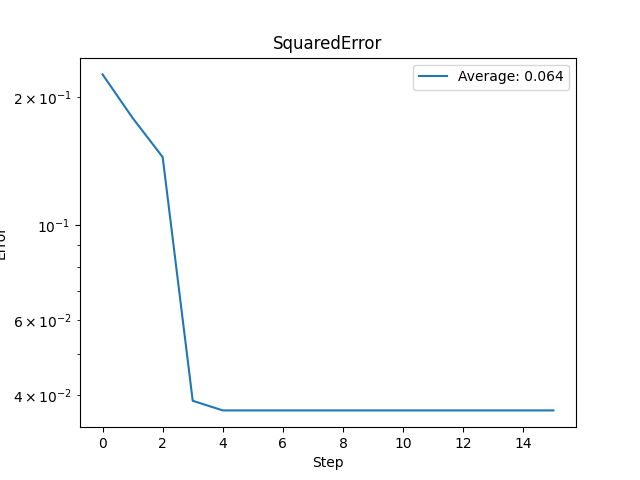 SquaredError
Average: 0.064
2 × 10⁻¹
10⁻¹
6 × 10⁻²
4 × 10⁻²
Error
0 2 4 6 8 10 12 14
Step